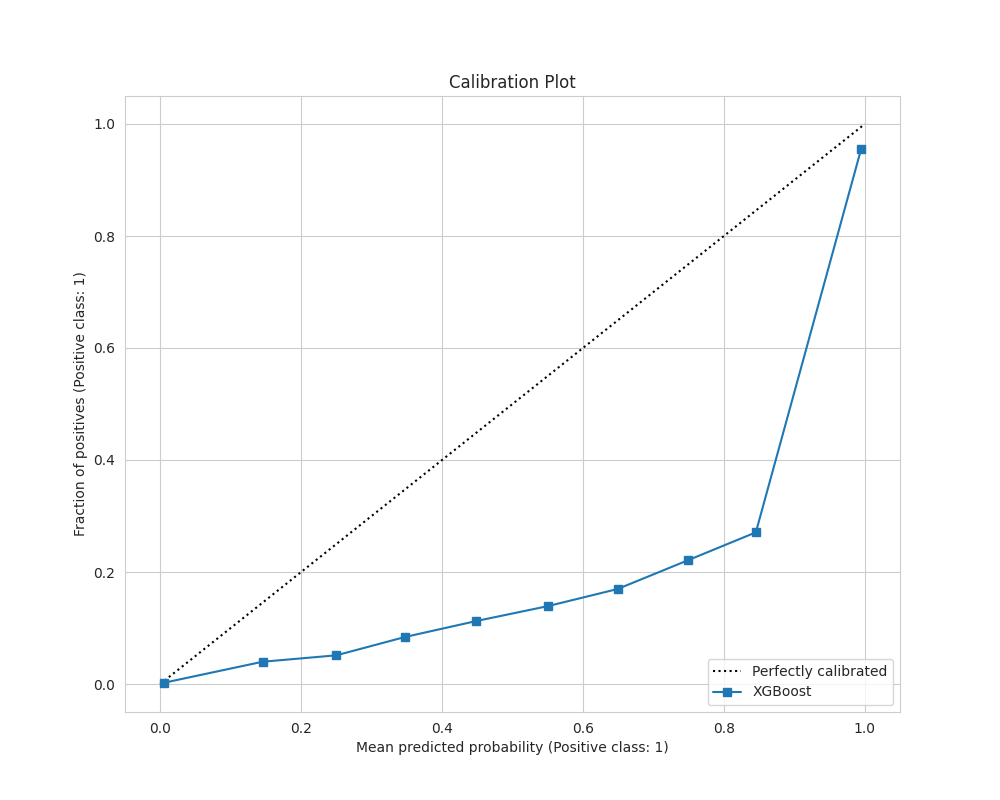 Calibration Plot
1.0
0.8
0.6
0.4
0.2
0.0
Fraction of positives (Positive class: 1)
Perfectly calibrated
XGBoost
0.0 0.2 0.4 0.6 0.8 1.0
Mean predicted probability (Positive class: 1)